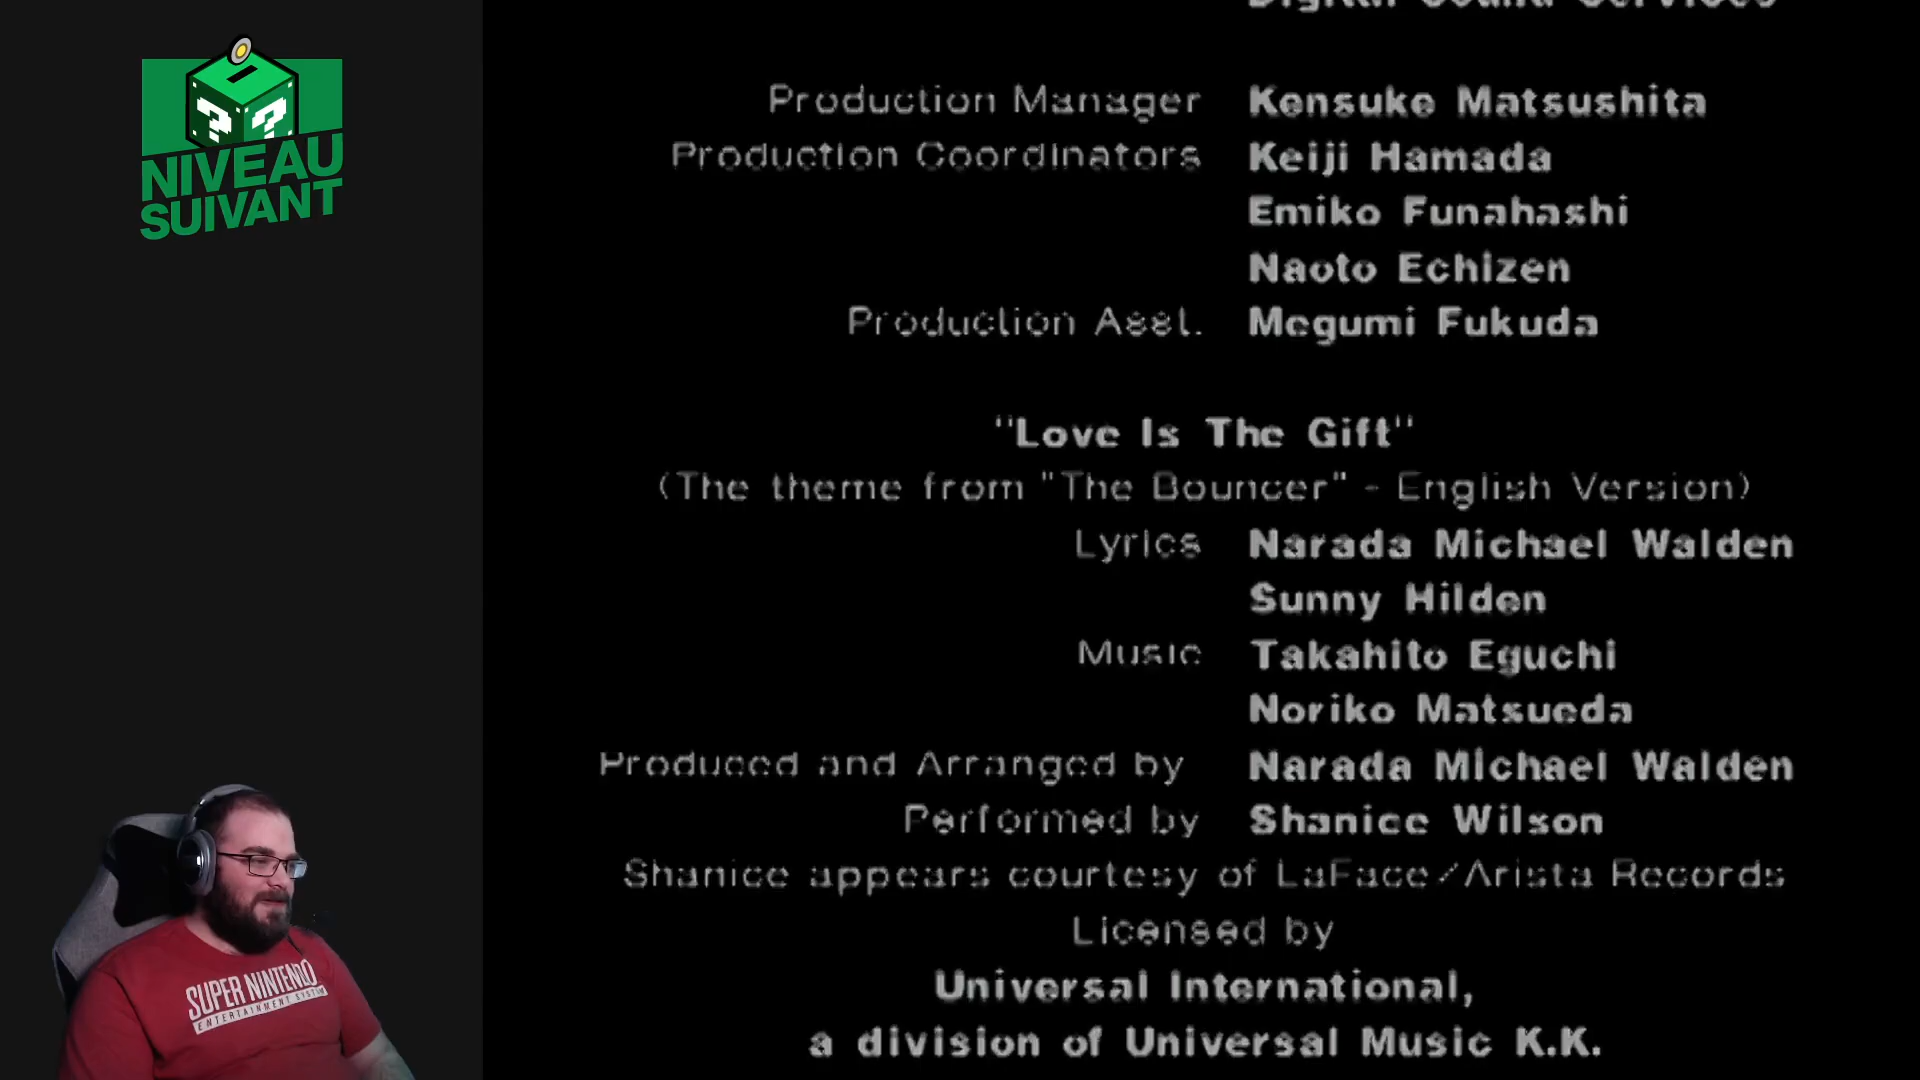 NIVEAU
SUIVANT
Production Manager Kensuke Matsushita
Production Coordinators Keiji Hamada
Emiko Funahashi
Naoto Echizen
Production Asst. Megumi Fukuda
"Love Is The Gift"
(The theme from "The Bouncer" - English Version)
Lyrics Narada Michael Walden
Sunny Hilden
Music Takahito Eguchi
Noriko Matsueda
Produced and Arranged by Narada Michael Walden
Performed by Shanice Wilson
Shanice appears courtesy of LaFace/Arista Records
Licensed by
Universal International,
a division of Universal Music K.K.
SUPER NINTENDO
ENTERTAINMENT SYSTEM